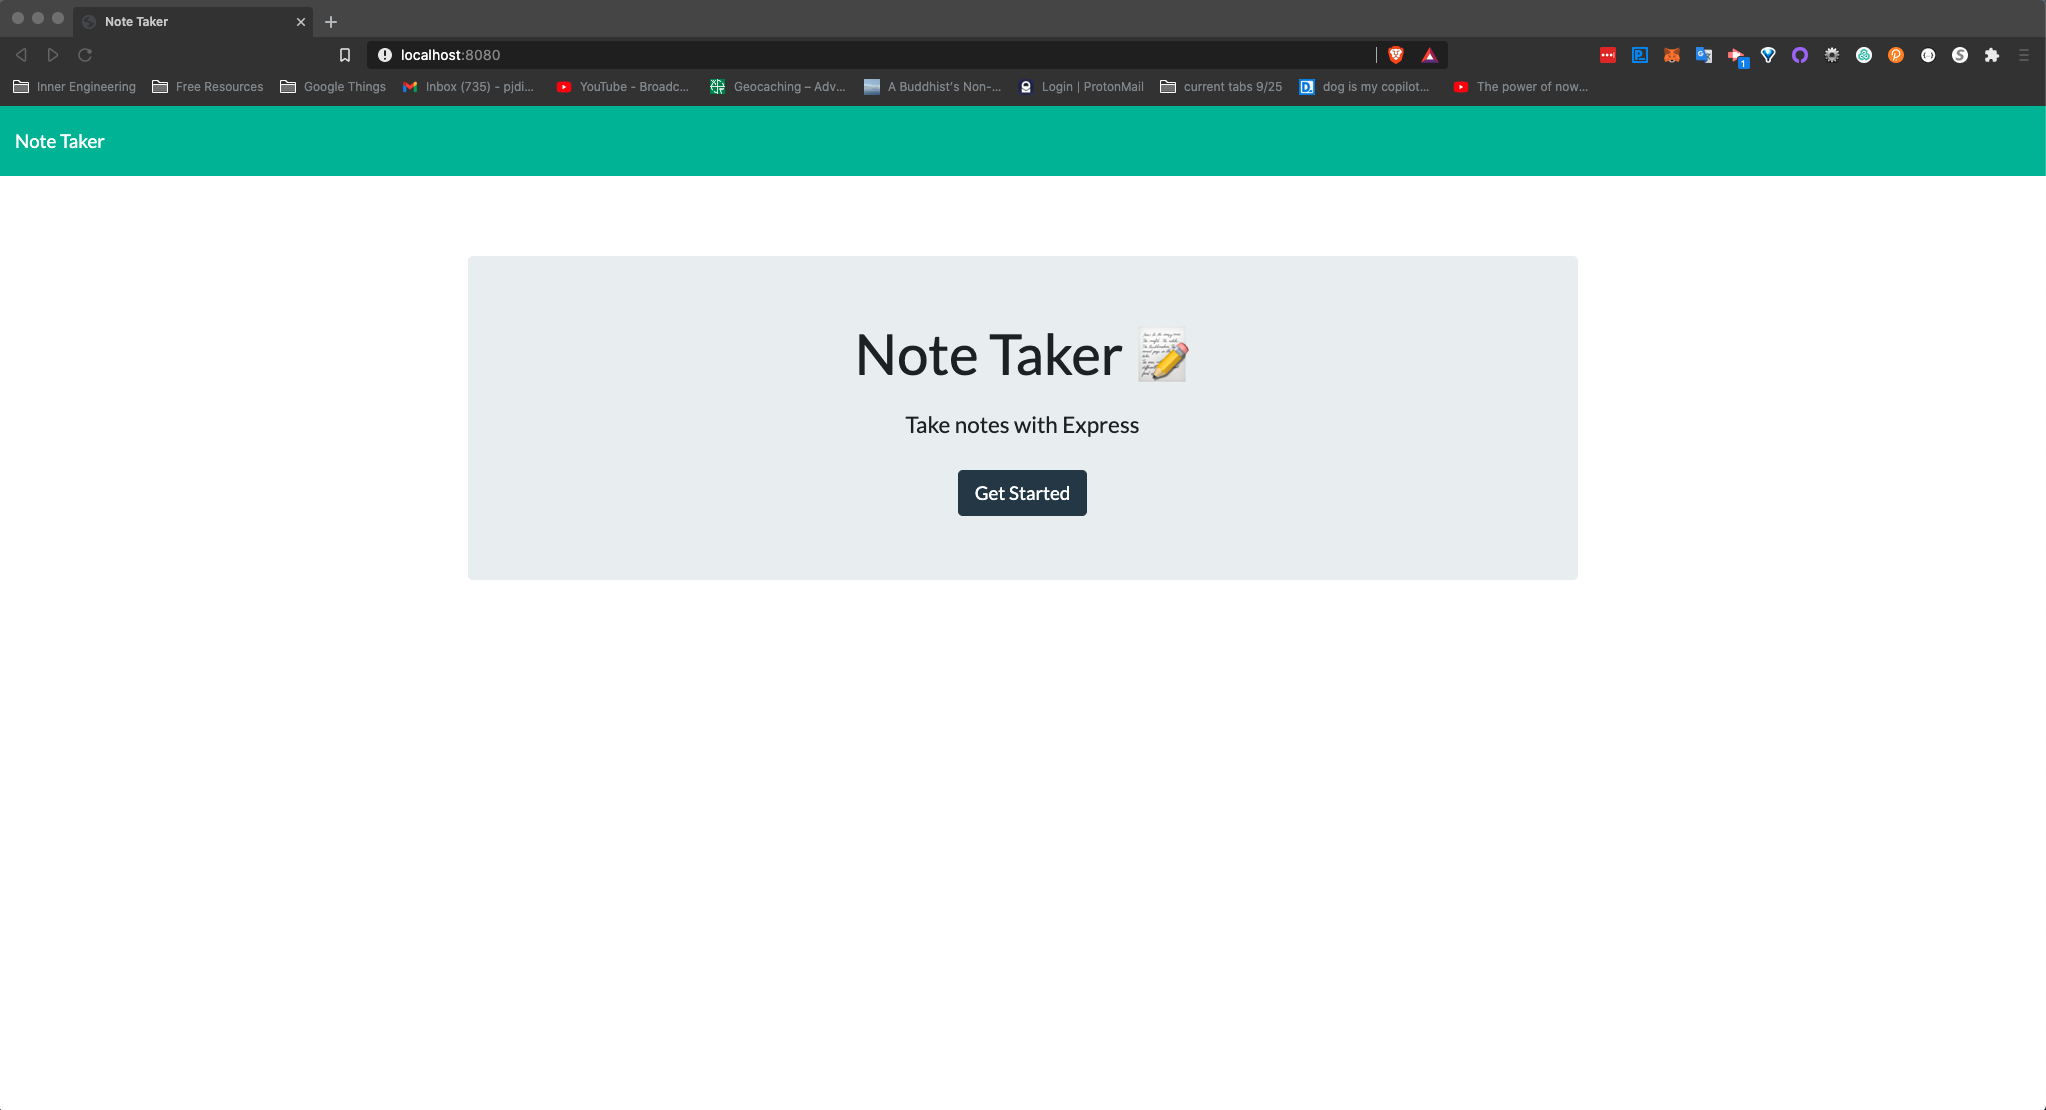 Note Taker
localhost:8080
1
Inner Engineering
Free Resources
Google Things
Inbox (735) - pjdi...
YouTube - Broadc...
Geocaching – Adv...
A Buddhist's Non-...
Login | ProtonMail
current tabs 9/25
dog is my copilot...
The power of now...
Note Taker
Note Taker
Take notes with Express
Get Started